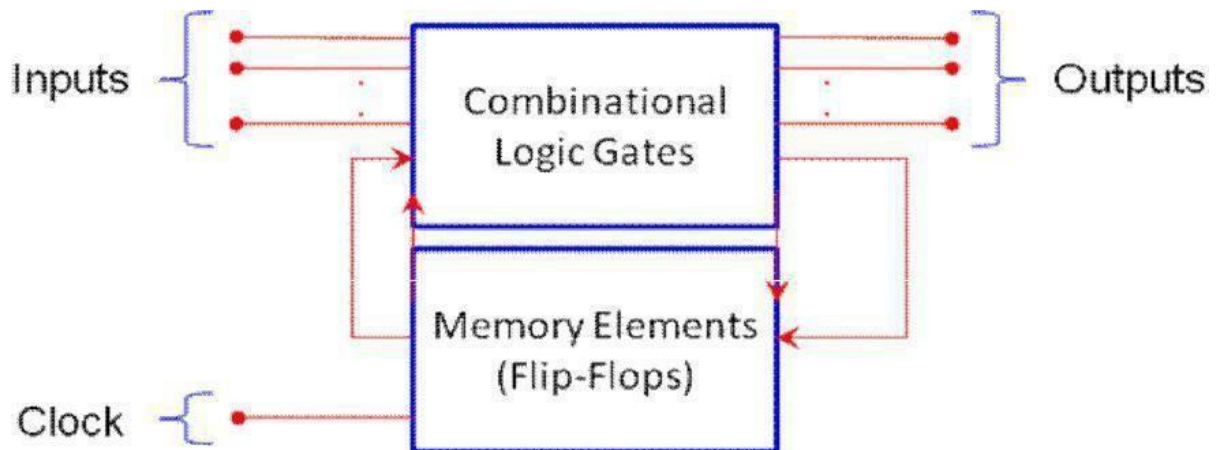 Inputs
Combinational
Logic Gates
Outputs
Memory Elements
(Flip-Flops)
Clock